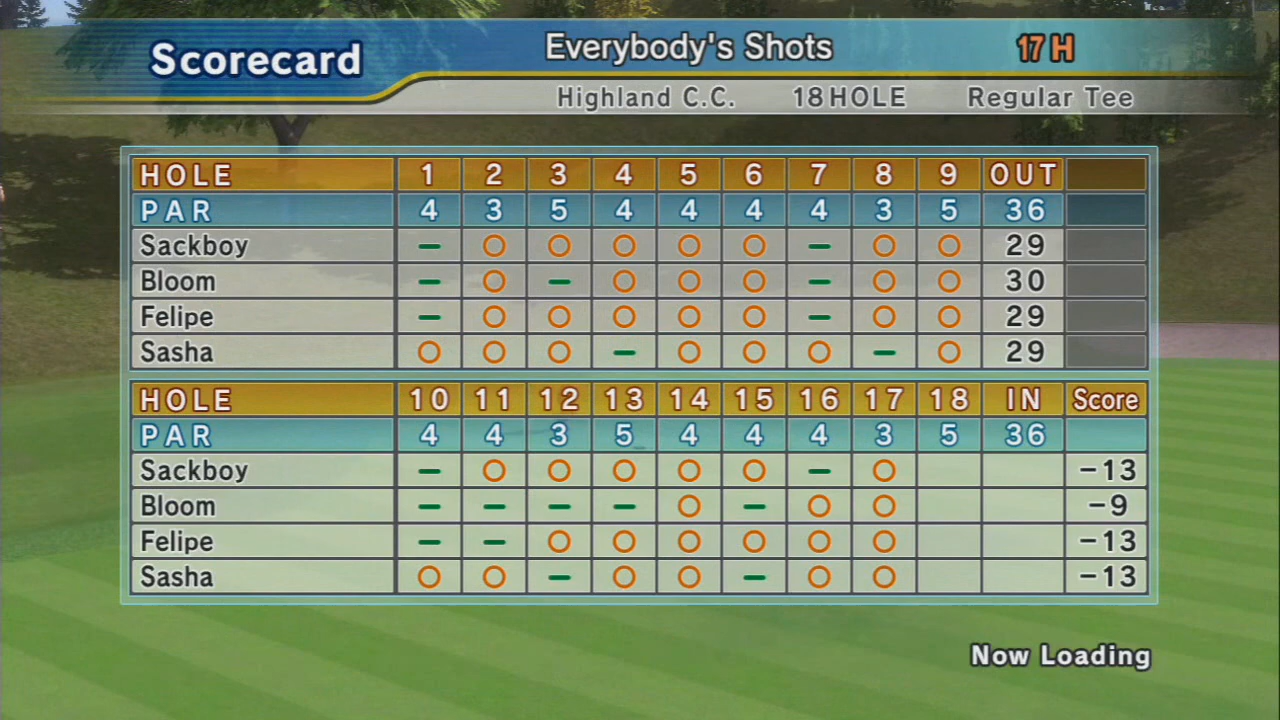 Scorecard
Everybody's Shots 17 H
Highland C.C. 18HOLE Regular Tee
HOLE 1 2 3 4 5 6 7 8 9 OUT
PAR 4 3 5 4 4 4 4 3 5 36
Sackboy – ○ ○ ○ ○ ○ – ○ ○ 29
Bloom – ○ – ○ ○ ○ – ○ ○ 30
Felipe – ○ ○ ○ ○ ○ – ○ ○ 29
Sasha ○ ○ ○ – ○ ○ ○ – ○ 29
HOLE 10 11 12 13 14 15 16 17 18 IN Score
PAR 4 4 3 5 4 4 4 3 5 36
Sackboy – ○ ○ ○ ○ ○ – ○ –13
Bloom – – – – ○ – ○ ○ –9
Felipe – – ○ ○ ○ ○ ○ ○ –13
Sasha ○ ○ – ○ ○ – ○ ○ –13
Now Loading